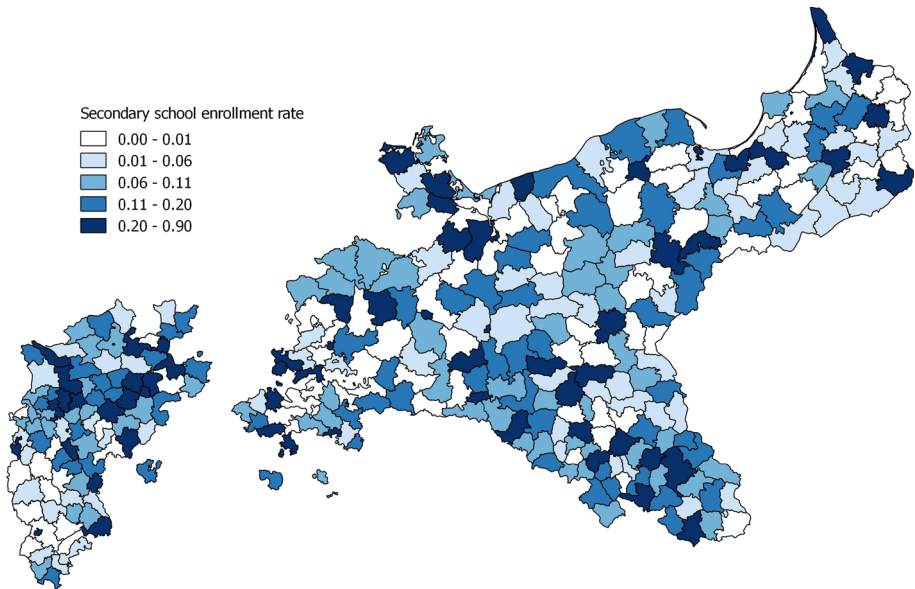 Secondary school enrollment rate
0.00 - 0.01
0.01 - 0.06
0.06 - 0.11
0.11 - 0.20
0.20 - 0.90